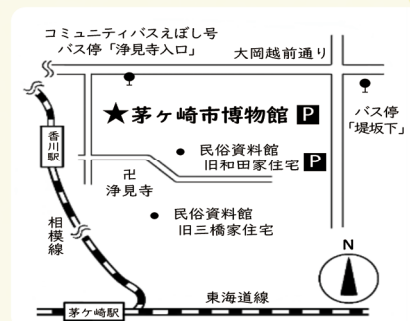 コミュニティバスえぼし号
バス停「浄見寺入口」
大岡越前通り
★茅ヶ崎市博物館 P
バス停
「堤坂下」
香川駅
民俗資料館
旧和田家住宅 P
卍
浄見寺
民俗資料館
旧三橋家住宅
相模線
N
東海道線
茅ケ崎駅